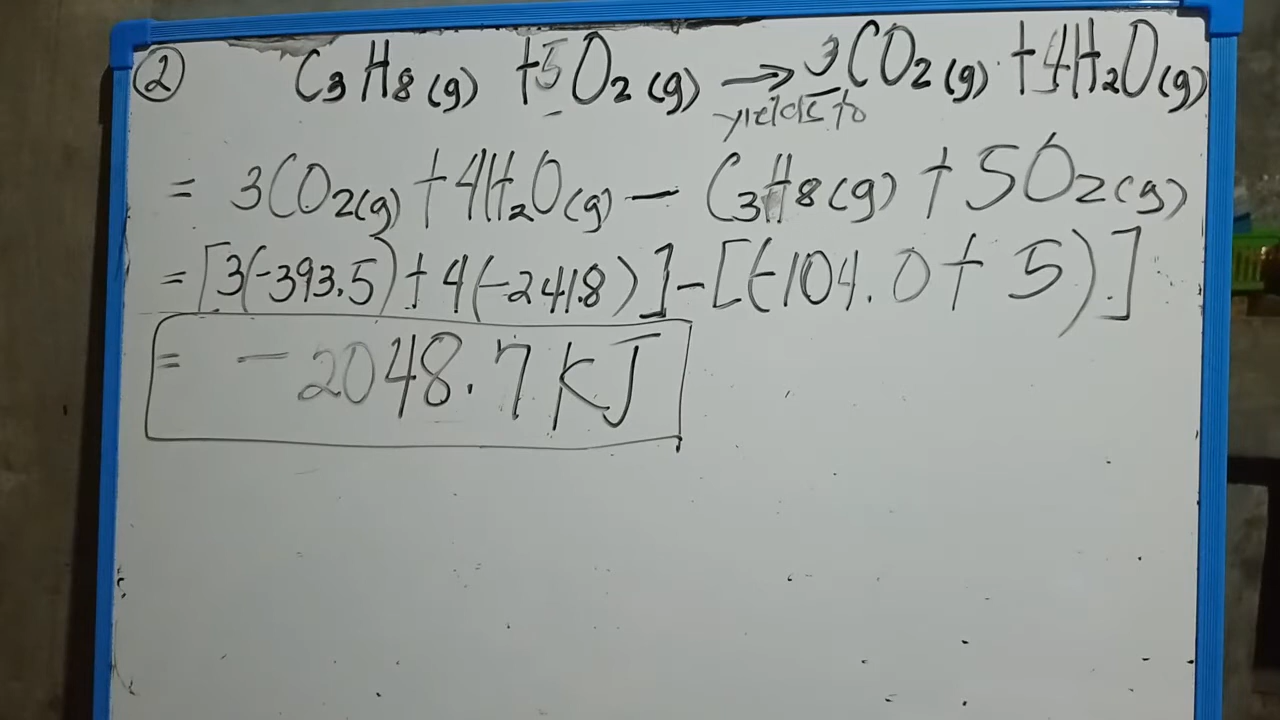 ② C₃H₈(g) +5O₂(g) → 3CO₂(g) + 4H₂O(g)
yields to
= 3CO₂(g) + 4H₂O(g) − C₃H₈(g) + 5O₂(g)
= [3(-393.5) + 4(-241.8)] − [(-104.0 + 5)]
= −2048.7 KJ